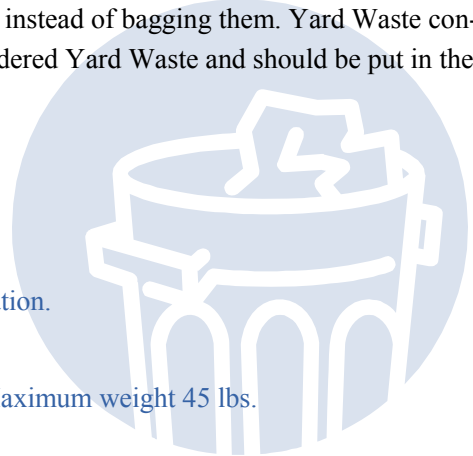 instead of bagging them. Yard Waste con-
dered Yard Waste and should be put in the
tion.
aximum weight 45 lbs.